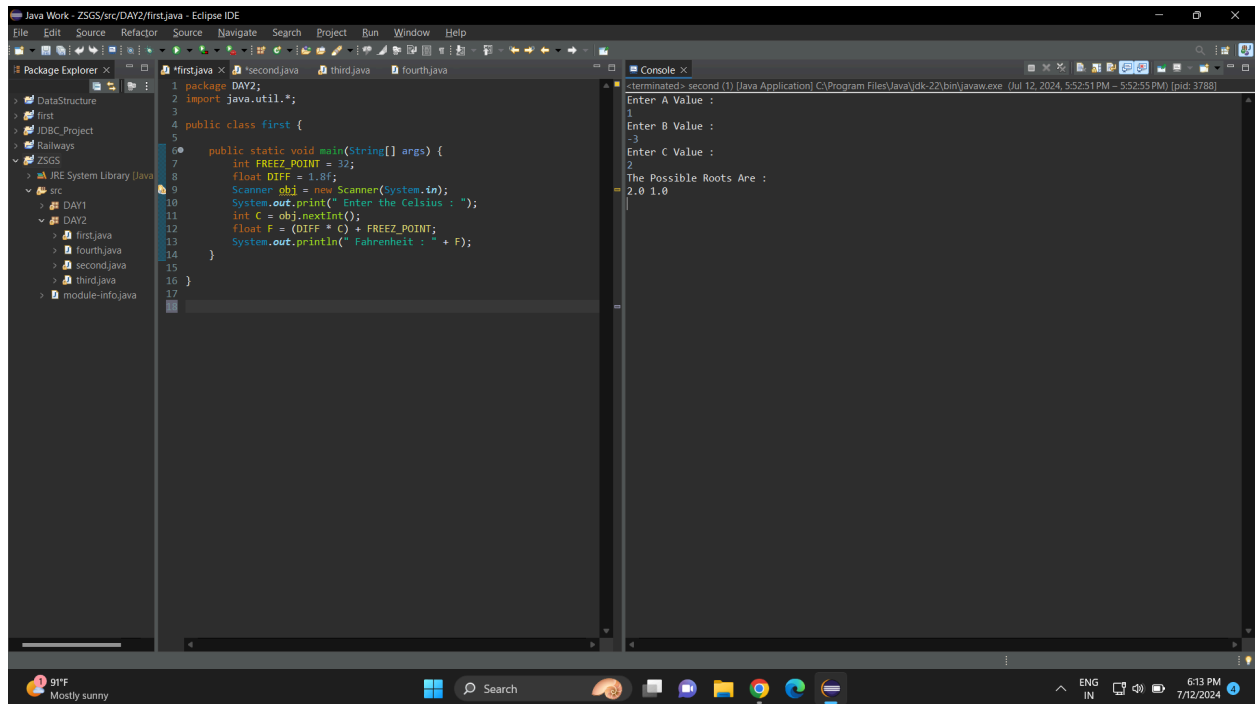 Java Work - ZSGS/src/DAY2/first.java - Eclipse IDE
File Edit Source Refactor Source Navigate Search Project Run Window Help
Package Explorer
DataStructure
first
JDBC_Project
Railways
ZSGS
JRE System Library [Java
src
DAY1
DAY2
first.java
fourth.java
second.java
third.java
module-info.java
*first.java *second.java third.java fourth.java
1 package DAY2;
2 import java.util.*;
3
4 public class first {
5
6 public static void main(String[] args) {
7 int FREEZ_POINT = 32;
8 float DIFF = 1.8f;
9 Scanner obj = new Scanner(System.in);
10 System.out.print(" Enter the Celsius : ");
11 int C = obj.nextInt();
12 float F = (DIFF * C) + FREEZ_POINT;
13 System.out.println(" Fahrenheit : " + F);
14 }
15
16 }
17
18
Console
<terminated> second (1) [Java Application] C:\Program Files\Java\jdk-22\bin\javaw.exe (Jul 12, 2024, 5:52:51 PM – 5:52:55 PM) [pid: 3788]
Enter A Value :
1
Enter B Value :
-3
Enter C Value :
2
The Possible Roots Are :
2.0 1.0
1
91°F
Mostly sunny
Search
ENG
IN
6:13 PM
7/12/2024
4